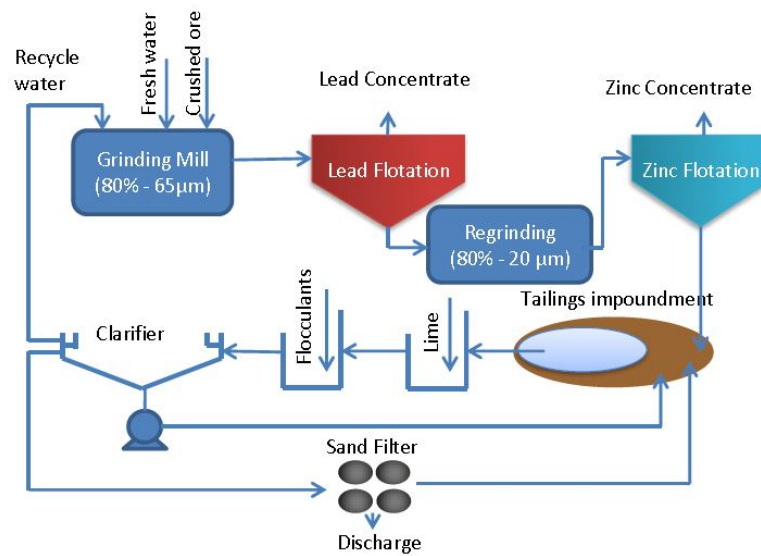 Recycle
water
Fresh water
Crushed ore
Lead Concentrate
Zinc Concentrate
Grinding Mill
(80% - 65µm)
Lead Flotation
Zinc Flotation
Regrinding
(80% - 20 µm)
Tailings impoundment
Clarifier
Flocculants
Lime
Sand Filter
Discharge